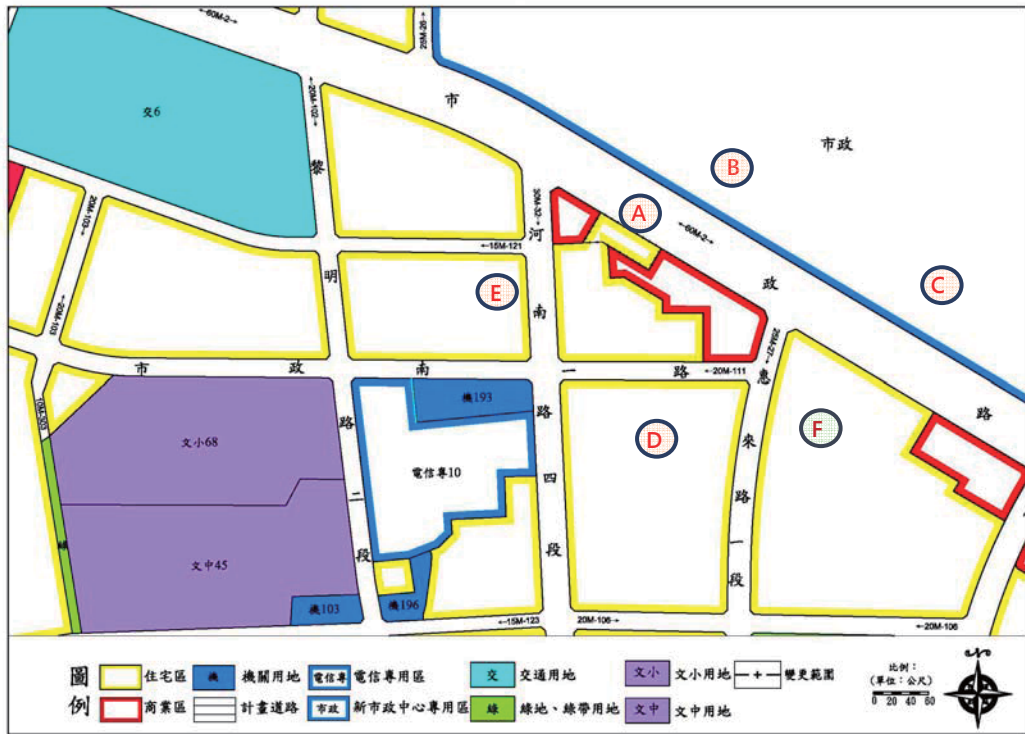 ←60M-2→
25M-26→
市
交6
←20M-102→
市政
B
黎
30M-32→
A
←60M-2→
20M-103→
河
←15M-121
明
E
南
政
C
←20M-103
25M-27→
市
政
南
一
路
←20M-111
惠
10M-303
機193
路
路
文小68
D
來
F
路
電信專10
四
二
路
綠
段
文中45
段
一
段
機103
機196
←15M-123
20M-106→
←20M-106
圖
例
住宅區
機
機關用地
電信專
電信專用區
交
交通用地
文小
文小用地
變更範圍
商業區
計畫道路
市政
新市政中心專用區
綠
綠地、綠帶用地
文中
文中用地
比例：
(單位：公尺)
0 20 40 60